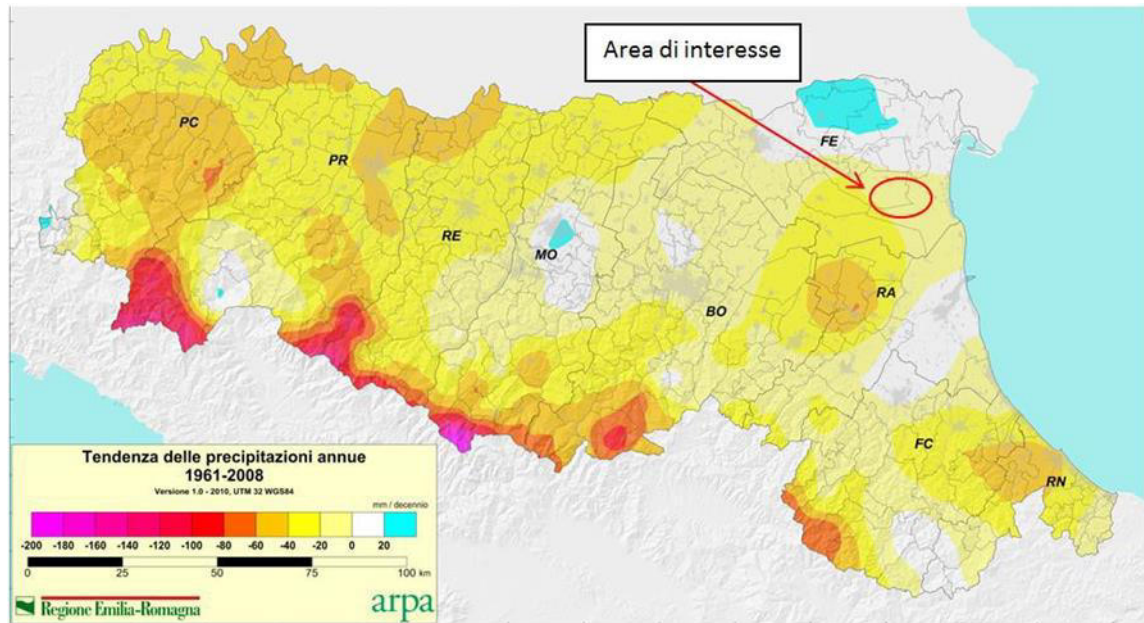 Area di interesse
PC
PR
RE
MO
BO
FE
RA
FC
RN
Tendenza delle precipitazioni annue
1961-2008
Versione 1.0 - 2010, UTM 32 WGS84
mm / decennio
-200 -180 -160 -140 -120 -100 -80 -60 -40 -20 0 20
0 25 50 75 100 km
Regione Emilia-Romagna arpa